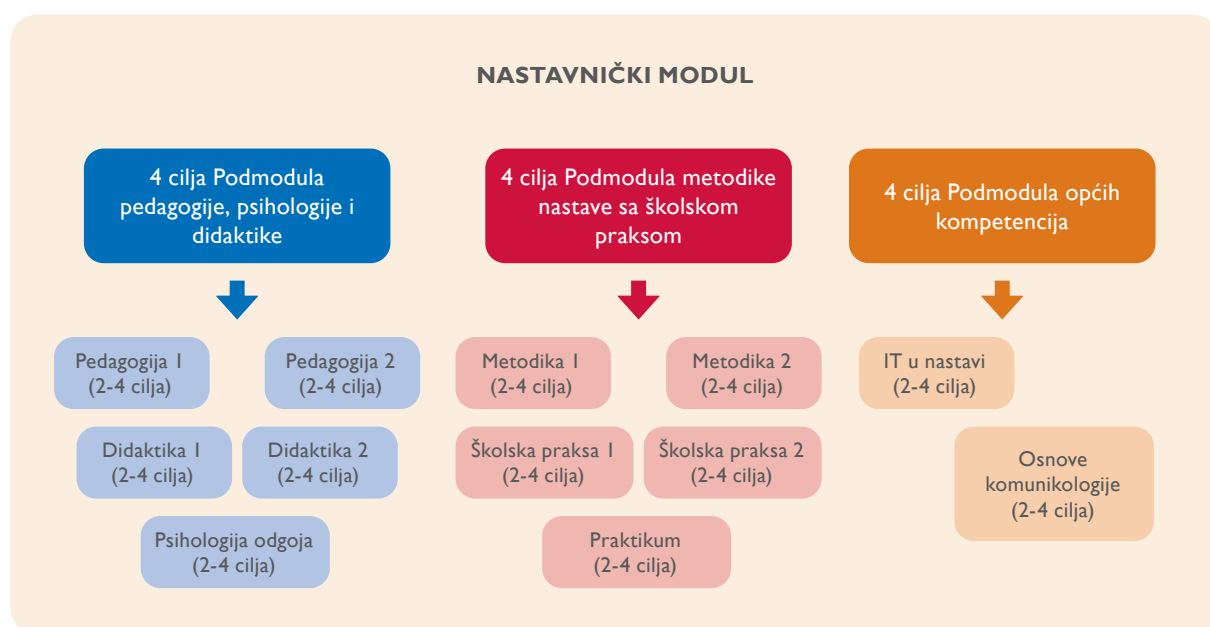 NASTAVNIČKI MODUL
4 cilja Podmodula
pedagogije, psihologije i
didaktike
4 cilja Podmodula metodike
nastave sa školskom
praksom
4 cilja Podmodula općih
kompetencija
Pedagogija 1
(2-4 cilja)
Pedagogija 2
(2-4 cilja)
Didaktika 1
(2-4 cilja)
Didaktika 2
(2-4 cilja)
Psihologija odgoja
(2-4 cilja)
Metodika 1
(2-4 cilja)
Metodika 2
(2-4 cilja)
Školska praksa 1
(2-4 cilja)
Školska praksa 2
(2-4 cilja)
Praktikum
(2-4 cilja)
IT u nastavi
(2-4 cilja)
Osnove
komunikologije
(2-4 cilja)